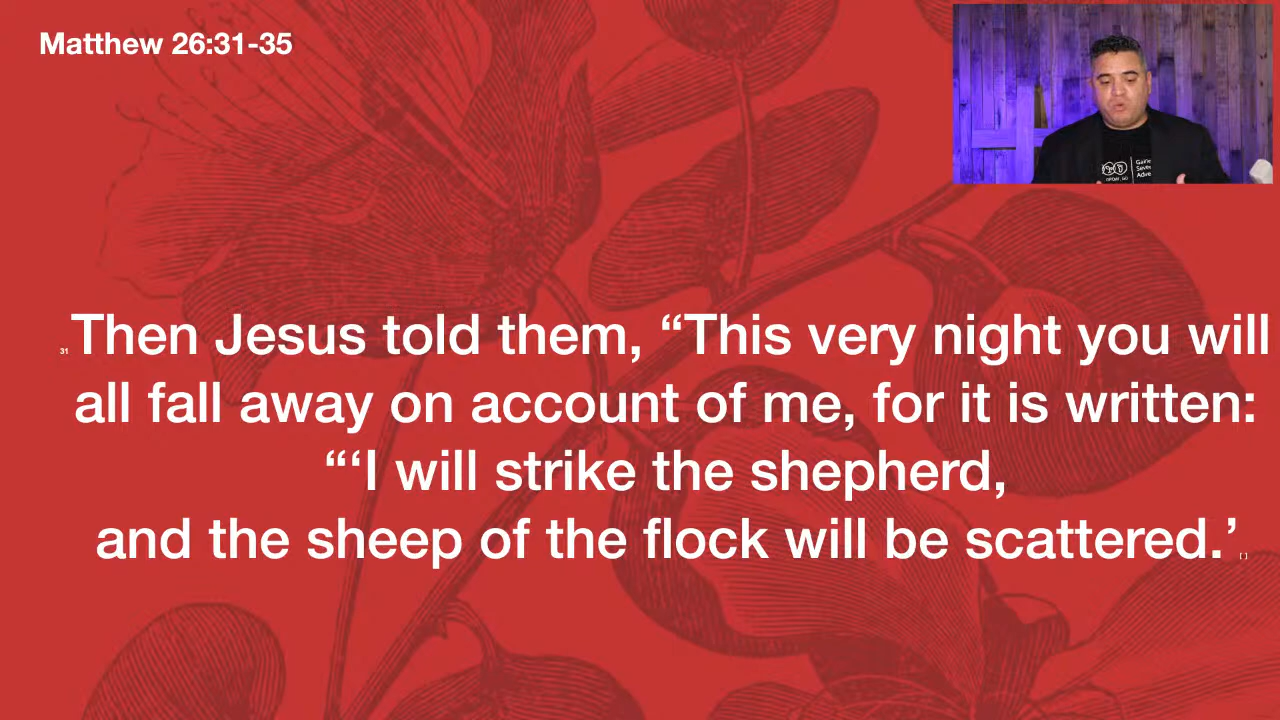 Matthew 26:31-35
31 Then Jesus told them, “This very night you will
all fall away on account of me, for it is written:
“‘I will strike the shepherd,
and the sheep of the flock will be scattered.’[ ]